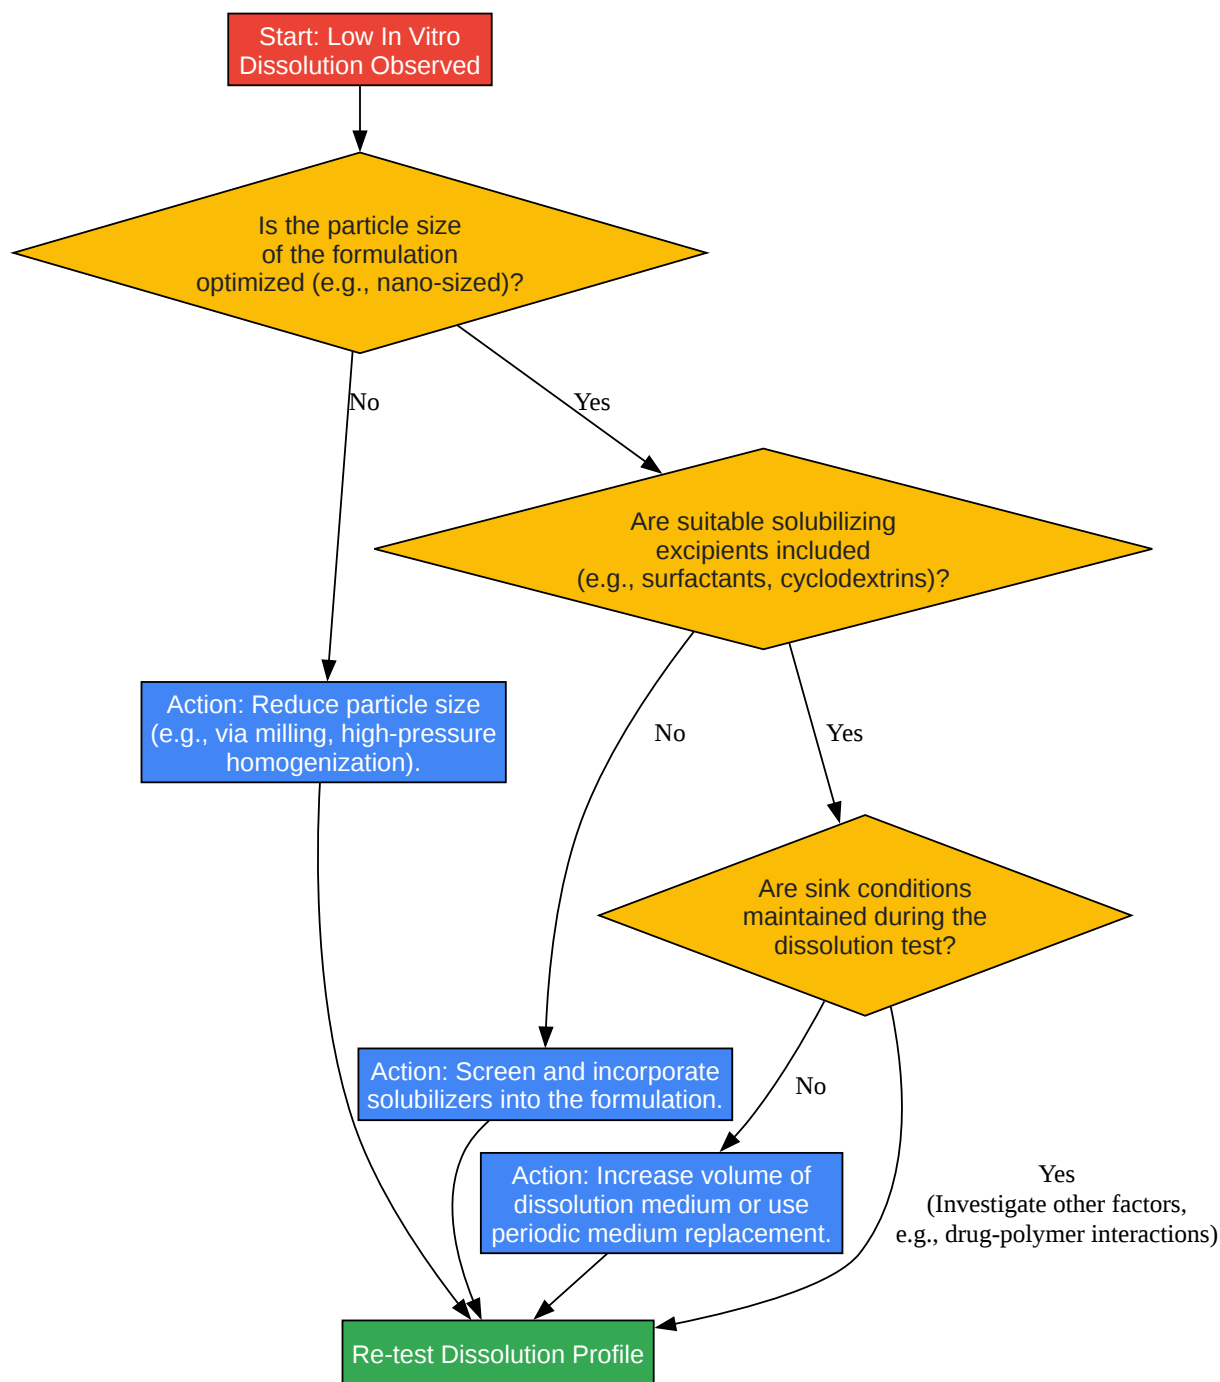 Start: Low In Vitro
Dissolution Observed
Is the particle size
of the formulation
optimized (e.g., nano-sized)?
No
Yes
Are suitable solubilizing
excipients included
(e.g., surfactants, cyclodextrins)?
Action: Reduce particle size
(e.g., via milling, high-pressure
homogenization).
No
Yes
Are sink conditions
maintained during the
dissolution test?
Action: Screen and incorporate
solubilizers into the formulation.
No
Action: Increase volume of
dissolution medium or use
periodic medium replacement.
Yes
(Investigate other factors,
e.g., drug-polymer interactions)
Re-test Dissolution Profile